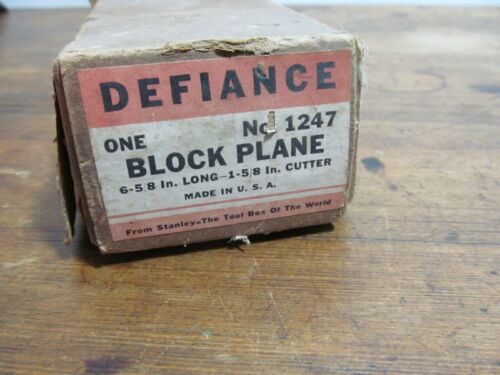 DEFIANCE
ONE No. 1247
BLOCK PLANE
6-5/8 In. LONG-1-5/8 In. CUTTER
MADE IN U. S. A.
From Stanley-The Tool Box Of The World